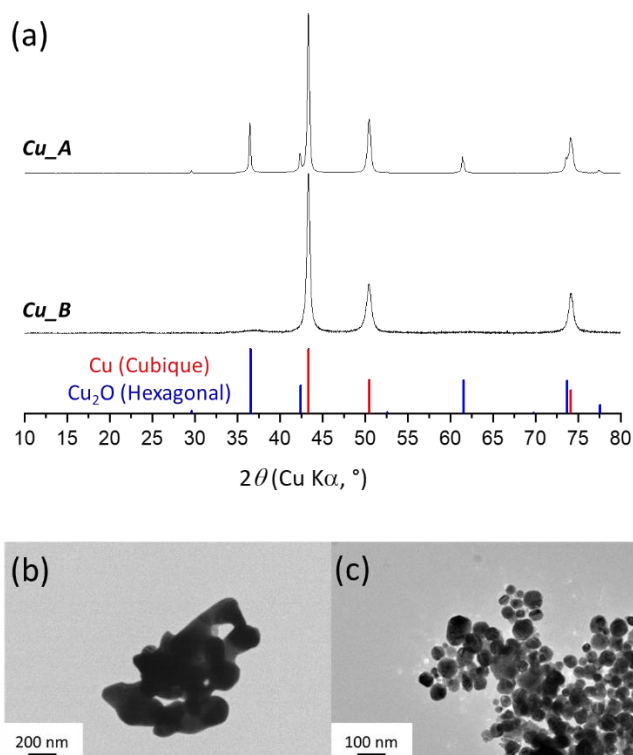 (a)
Cu_A
Cu_B
Cu (Cubique)
Cu₂O (Hexagonal)
10 15 20 25 30 35 40 45 50 55 60 65 70 75 80
2θ (Cu Kα, °)
(b)
200 nm
(c)
100 nm